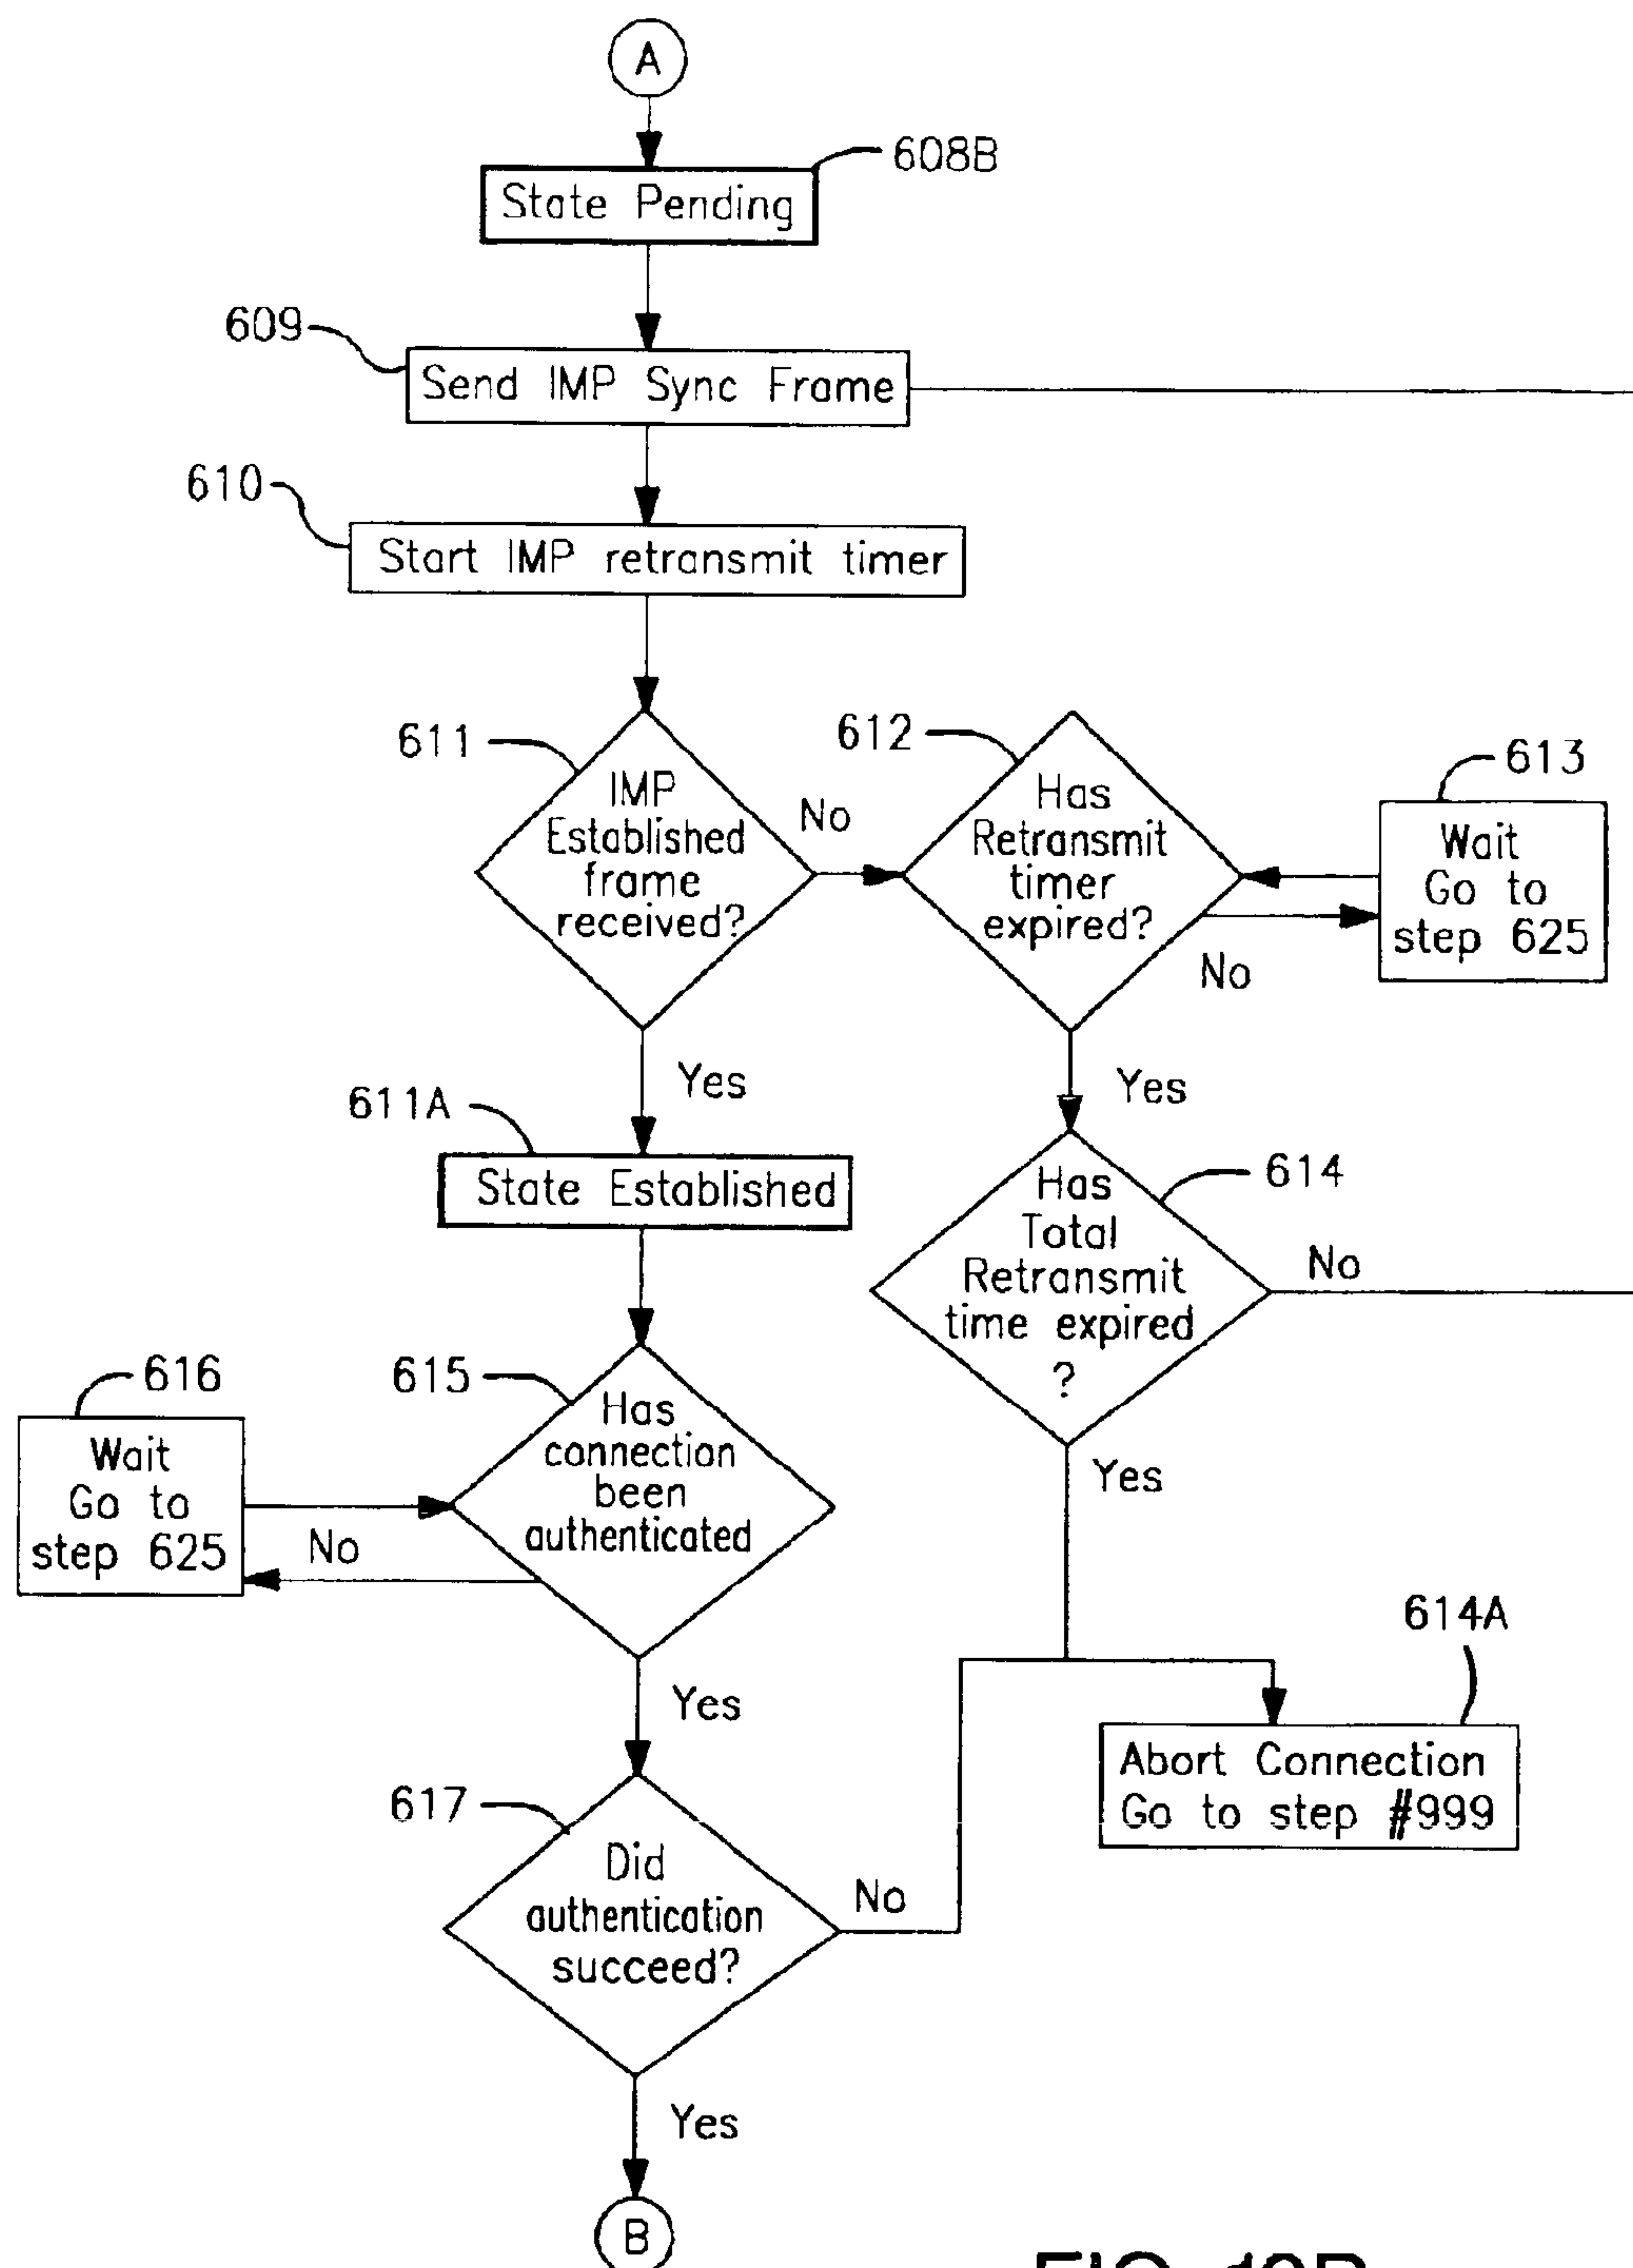 A
608B
State Pending
609
Send IMP Sync Frame
610
Start IMP retransmit timer
611
IMP
Established
frame
received?
No
Yes
612
Has
Retransmit
timer
expired?
No
Yes
613
Wait
Go to
step 625
611A
State Established
614
Has
Total
Retransmit
time expired
?
No
Yes
616
Wait
Go to
step 625
615
Has
connection
been
authenticated
No
Yes
614A
Abort Connection
Go to step #999
617
Did
authentication
succeed?
No
Yes
B